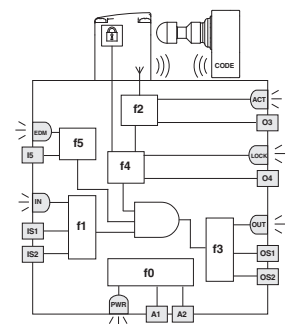 CODE
ACT
f2
O3
EDM
f5
LOCK
I5
f4
O4
IN
f1
OUT
IS1
f3
OS1
IS2
OS2
f0
PWR
A1
A2